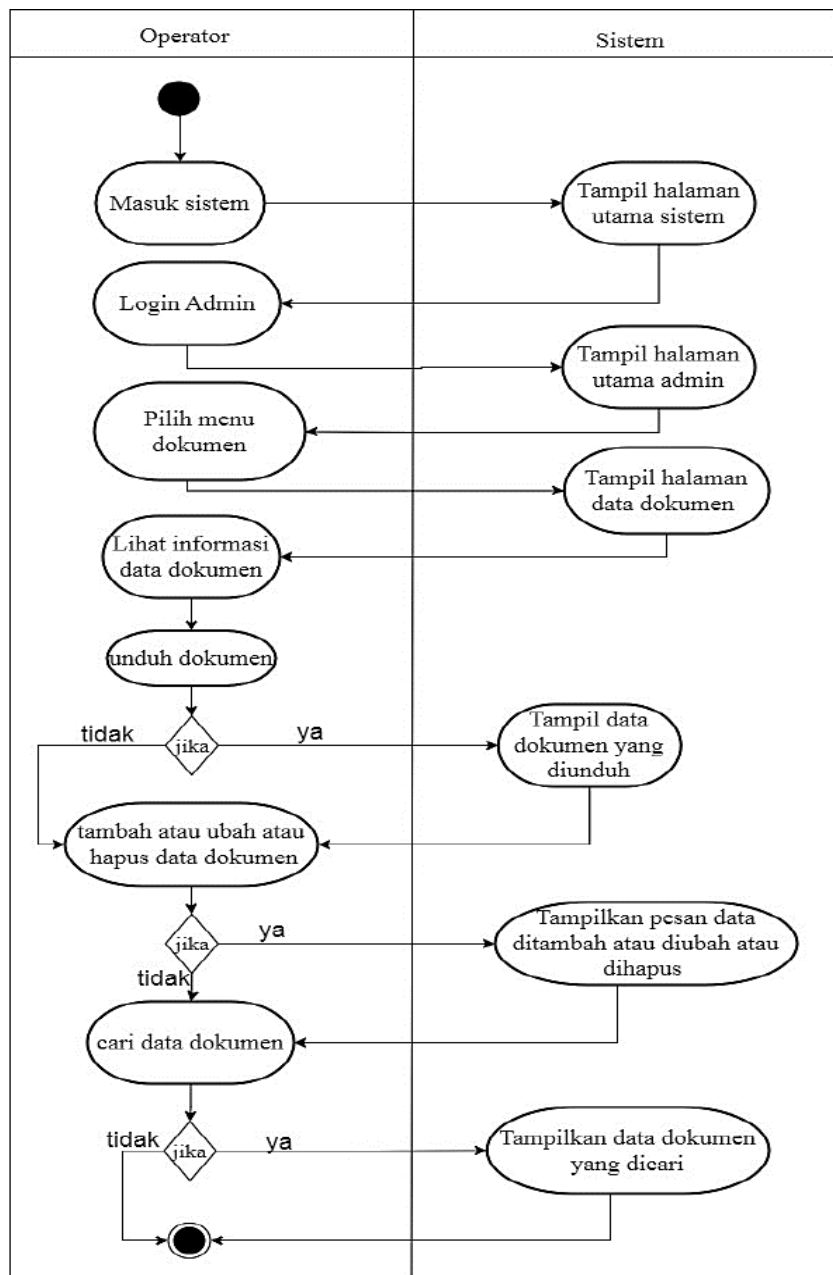 Operator
Sistem
Masuk sistem
Tampil halaman
utama sistem
Login Admin
Tampil halaman
utama admin
Pilih menu
dokumen
Tampil halaman
data dokumen
Lihat informasi
data dokumen
unduh dokumen
tidak
jika
ya
Tampil data
dokumen yang
diunduh
tambah atau ubah atau
hapus data dokumen
jika
ya
tidak
Tampilkan pesan data
ditambah atau diubah atau
dihapus
cari data dokumen
tidak
jika
ya
Tampilkan data dokumen
yang dicari